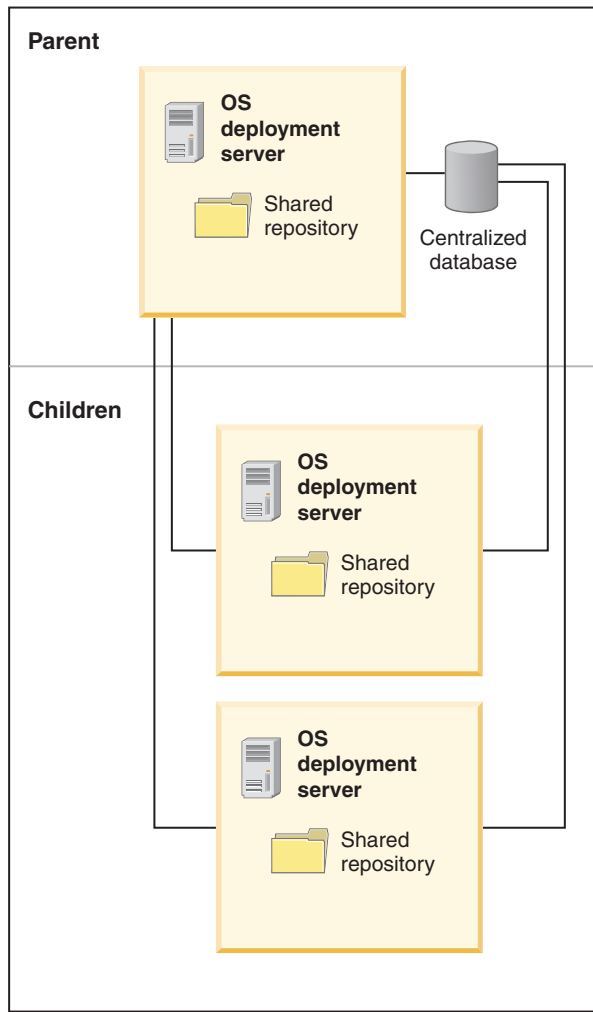 Parent
OS
deployment
server
Shared
repository
Centralized
database
Children
OS
deployment
server
Shared
repository
OS
deployment
server
Shared
repository